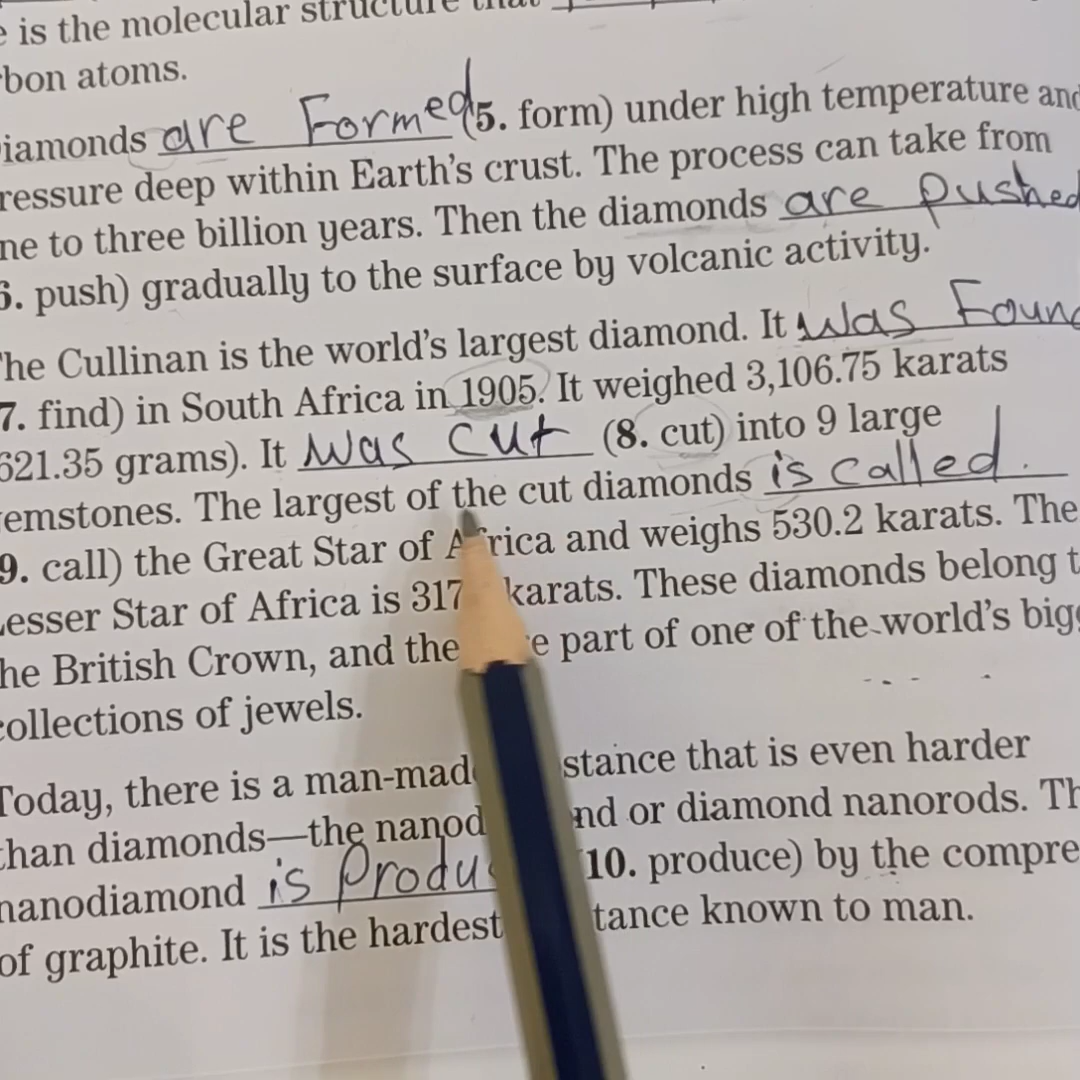 is the molecular structure that
bon atoms.
iamonds are Formed (5. form) under high temperature and
ressure deep within Earth's crust. The process can take from
ne to three billion years. Then the diamonds are pushed
6. push) gradually to the surface by volcanic activity.
The Cullinan is the world's largest diamond. It was Found
7. find) in South Africa in 1905. It weighed 3,106.75 karats
621.35 grams). It was cut (8. cut) into 9 large
emstones. The largest of the cut diamonds is called.
9. call) the Great Star of Africa and weighs 530.2 karats. The
Lesser Star of Africa is 317 karats. These diamonds belong t
he British Crown, and the e part of one of the world's bigg
collections of jewels.
Today, there is a man-mad stance that is even harder
than diamonds—the nanod nd or diamond nanorods. Th
nanodiamond is Produ 10. produce) by the compre
of graphite. It is the hardest tance known to man.